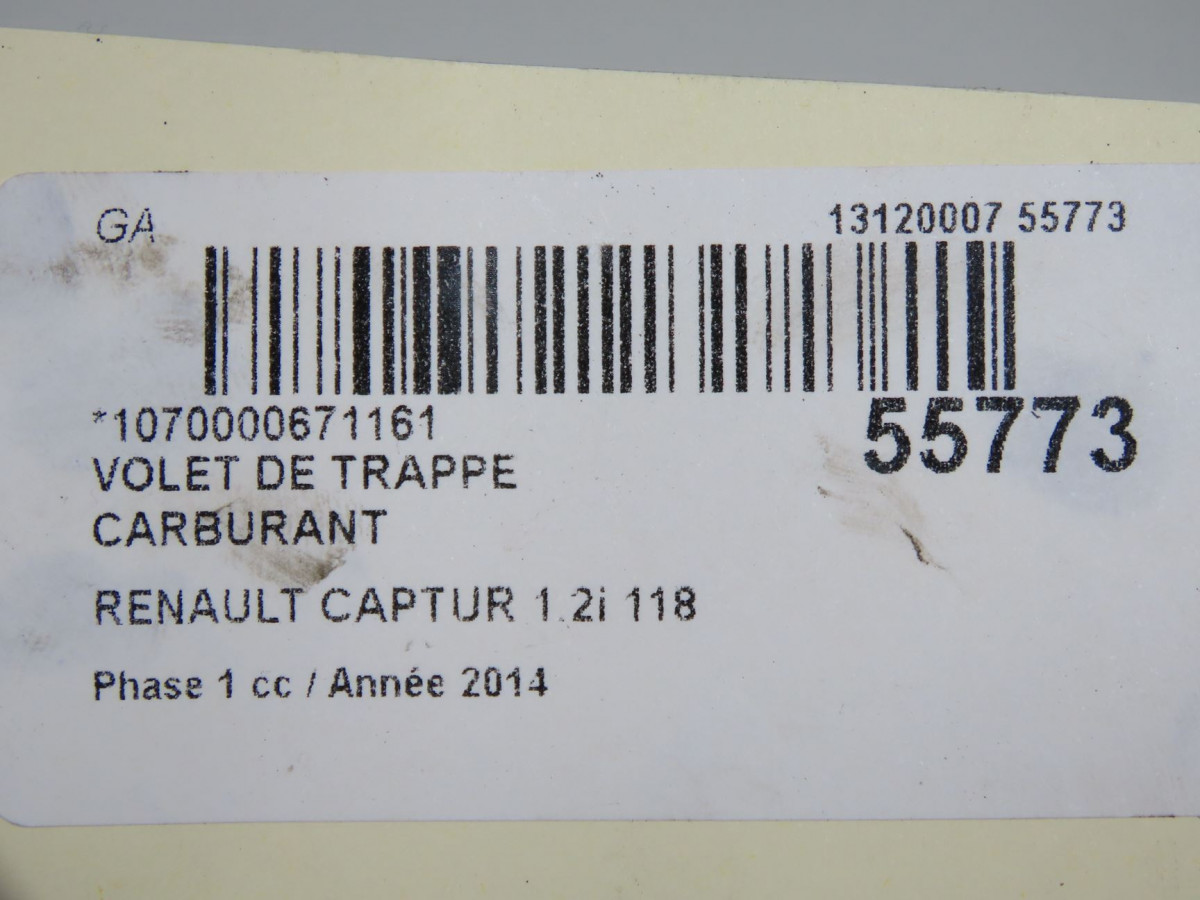 GA
13120007 55773
*1070000671161
55773
VOLET DE TRAPPE
CARBURANT
RENAULT CAPTUR 1.2i 118
Phase 1 cc / Année 2014